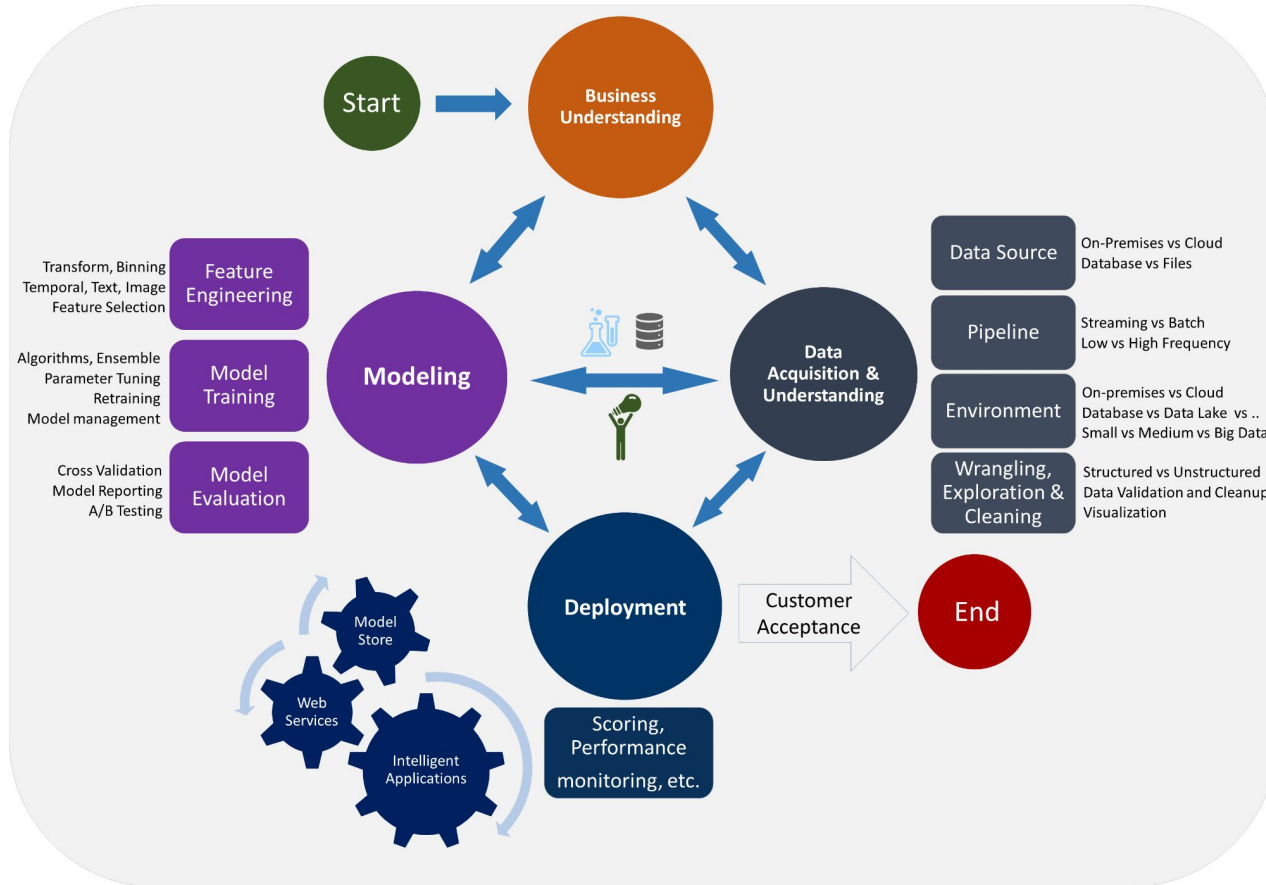 Start
Business
Understanding
Transform, Binning
Temporal, Text, Image
Feature Selection
Feature
Engineering
Algorithms, Ensemble
Parameter Tuning
Retraining
Model management
Model
Training
Cross Validation
Model Reporting
A/B Testing
Model
Evaluation
Modeling
Data
Acquisition &
Understanding
Data Source
On-Premises vs Cloud
Database vs Files
Pipeline
Streaming vs Batch
Low vs High Frequency
Environment
On-premises vs Cloud
Database vs Data Lake vs ..
Small vs Medium vs Big Data
Wrangling,
Exploration &
Cleaning
Structured vs Unstructured
Data Validation and Cleanup
Visualization
Deployment
Customer
Acceptance
End
Model
Store
Web
Services
Intelligent
Applications
Scoring,
Performance
monitoring, etc.